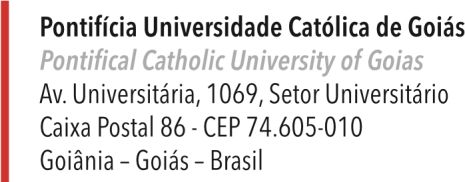 Pontifícia Universidade Católica de Goiás
Pontifical Catholic University of Goias
Av. Universitária, 1069, Setor Universitário
Caixa Postal 86 - CEP 74.605-010
Goiânia – Goiás – Brasil